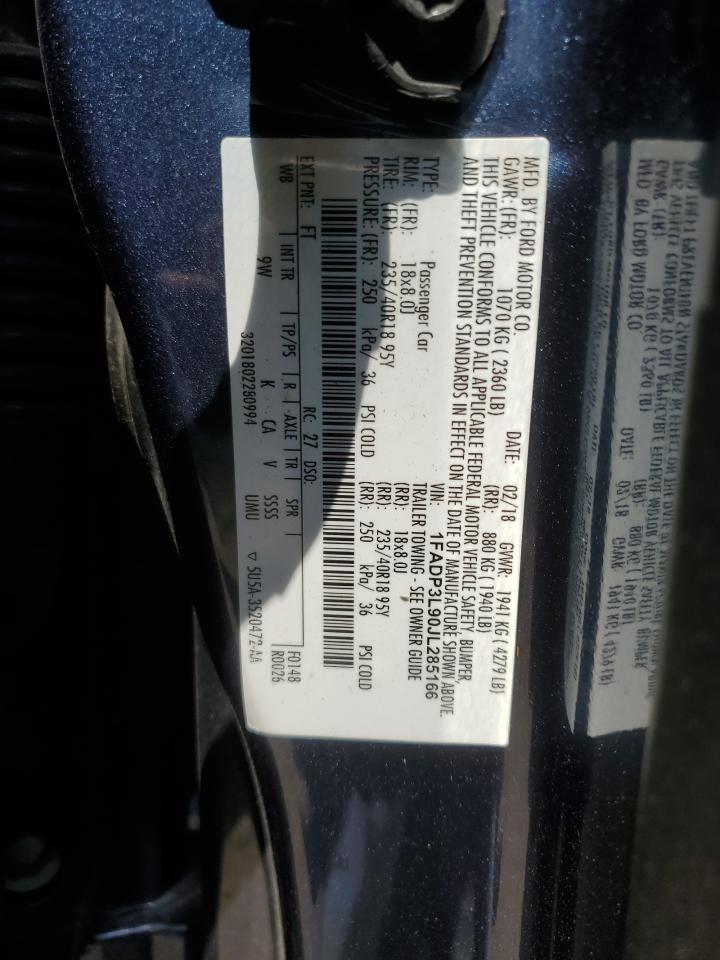 MFD. BY FORD MOTOR CO.
DATE: 02/18 GVWR: 1941 KG ( 4279 LB)
GAWR: (FR): 1070 KG ( 2360 LB) (RR): 880 KG ( 1940 LB)
THIS VEHICLE CONFORMS TO ALL APPLICABLE FEDERAL MOTOR VEHICLE SAFETY, BUMPER,
AND THEFT PREVENTION STANDARDS IN EFFECT ON THE DATE OF MANUFACTURE SHOWN ABOVE.
VIN: 1FADP3L90JL285166
TYPE: Passenger Car TRAILER TOWING - SEE OWNER GUIDE
RIM: (FR): 18x8.0J (RR): 18x8.0J
TIRE: (FR): 235/40R18 95Y (RR): 235/40R18 95Y
PRESSURE: (FR): 250 kPa/ 36 PSI COLD (RR): 250 kPa/ 36 PSI COLD
EXT PNT: FT RC: 27 DSO: F0148
R0026
WB INT TR TP/PS R AXLE TR SPR
9W K CA V SSSS
UMU
3201802280994
▽ 5U5A-3520472-AA